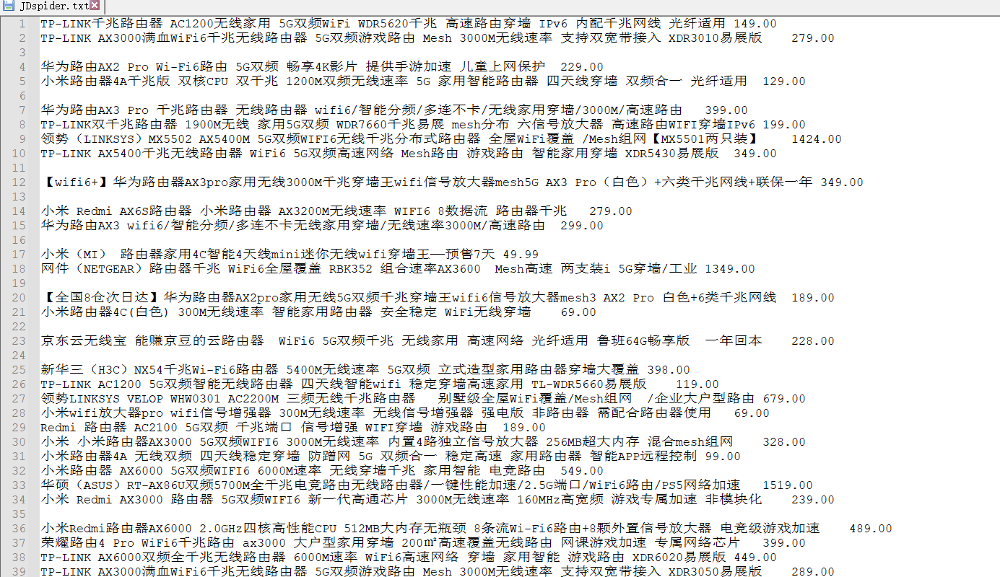 JDspider.txt
1 TP-LINK千兆路由器 AC1200无线家用 5G双频WiFi WDR5620千兆 高速路由穿墙 IPv6 内配千兆网线 光纤适用 149.00
2 TP-LINK AX3000满血WiFi6千兆无线路由器 5G双频游戏路由 Mesh 3000M无线速率 支持双宽带接入 XDR3010易展版 279.00
3
4 华为路由AX2 Pro Wi-Fi6路由 5G双频 畅享4K影片 提供手游加速 儿童上网保护 229.00
5 小米路由器4A千兆版 双核CPU 双千兆 1200M双频无线速率 5G 家用智能路由器 四天线穿墙 双频合一 光纤适用 129.00
6
7 华为路由AX3 Pro 千兆路由器 无线路由器 wifi6/智能分频/多连不卡/无线家用穿墙/3000M/高速路由 399.00
8 TP-LINK双千兆路由器 1900M无线 家用5G双频 WDR7660千兆易展 mesh分布 六信号放大器 高速路由WIFI穿墙IPv6 199.00
9 领势（LINKSYS）MX5502 AX5400M 5G双频WIFI6无线千兆分布式路由器 全屋WiFi覆盖 /Mesh组网【MX5501两只装】 1424.00
10 TP-LINK AX5400千兆无线路由器 WiFi6 5G双频高速网络 Mesh路由 游戏路由 智能家用穿墙 XDR5430易展版 349.00
11
12 【wifi6+】华为路由器AX3pro家用无线3000M千兆穿墙王wifi信号放大器mesh5G AX3 Pro（白色）+六类千兆网线+联保一年 349.00
13
14 小米 Redmi AX6S路由器 小米路由器 AX3200M无线速率 WIFI6 8数据流 路由器千兆 279.00
15 华为路由AX3 wifi6/智能分频/多连不卡无线家用穿墙/无线速率3000M/高速路由 299.00
16
17 小米（MI） 路由器家用4C智能4天线mini迷你无线wifi穿墙王—预售7天 49.99
18 网件（NETGEAR）路由器千兆 WiFi6全屋覆盖 RBK352 组合速率AX3600 Mesh高速 两支装i 5G穿墙/工业 1349.00
19
20 【全国8仓次日达】华为路由器AX2pro家用无线5G双频千兆穿墙王wifi6信号放大器mesh3 AX2 Pro 白色+6类千兆网线 189.00
21 小米路由器4C(白色) 300M无线速率 智能家用路由器 安全稳定 WiFi无线穿墙 69.00
22
23 京东云无线宝 能赚京豆的云路由器 WiFi6 5G双频千兆 无线家用 高速网络 光纤适用 鲁班64G畅享版 一年回本 228.00
24
25 新华三（H3C）NX54千兆Wi-Fi6路由器 5400M无线速率 5G双频 立式造型家用路由器穿墙大覆盖 398.00
26 TP-LINK AC1200 5G双频智能无线路由器 四天线智能wifi 稳定穿墙高速家用 TL-WDR5660易展版 119.00
27 领势LINKSYS VELOP WHW0301 AC2200M 三频无线千兆路由器 别墅级全屋WiFi覆盖/Mesh组网 /企业大户型路由 679.00
28 小米wifi放大器pro wifi信号增强器 300M无线速率 无线信号增强器 强电版 非路由器 需配合路由器使用 69.00
29 Redmi 路由器 AC2100 5G双频 千兆端口 信号增强 WIFI穿墙 游戏路由 189.00
30 小米 小米路由器AX3000 5G双频WIFI6 3000M无线速率 内置4路独立信号放大器 256MB超大内存 混合mesh组网 328.00
31 小米路由器4A 无线双频 四天线稳定穿墙 防蹭网 5G 双频合一 稳定高速 家用路由器 智能APP远程控制 99.00
32 小米路由器 AX6000 5G双频WIFI6 6000M速率 无线穿墙千兆 家用智能 电竞路由 549.00
33 华硕（ASUS）RT-AX86U双频5700M全千兆电竞路由无线路由器/一键性能加速/2.5G端口/WiFi6路由/PS5网络加速 1519.00
34 小米 Redmi AX3000 路由器 5G双频WIFI6 新一代高通芯片 3000M无线速率 160MHz高宽频 游戏专属加速 非模块化 239.00
35
36 小米Redmi路由器AX6000 2.0GHz四核高性能CPU 512MB大内存无瓶颈 8条流Wi-Fi6路由+8颗外置信号放大器 电竞级游戏加速 489.00
37 荣耀路由4 Pro WiFi6千兆路由 ax3000 大户型家用穿墙 200㎡高速覆盖无线路由 网课游戏加速 专属网络芯片 399.00
38 TP-LINK AX6000双频全千兆无线路由器 6000M速率 WiFi6高速网络 穿墙 家用智能 游戏路由 XDR6020易展版 449.00
39 TP-LINK AX3000满血WiFi6千兆无线路由器 5G双频游戏路由 Mesh 3000M无线速率 支持双宽带接入 XDR3050易展版 289.00